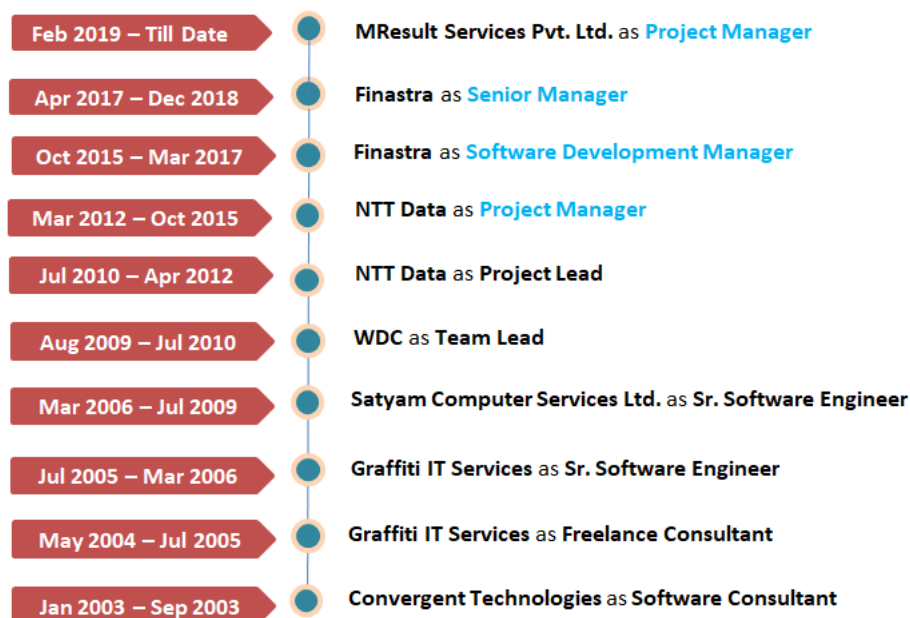 Feb 2019 – Till Date MResult Services Pvt. Ltd. as Project Manager
Apr 2017 – Dec 2018 Finastra as Senior Manager
Oct 2015 – Mar 2017 Finastra as Software Development Manager
Mar 2012 – Oct 2015 NTT Data as Project Manager
Jul 2010 – Apr 2012 NTT Data as Project Lead
Aug 2009 – Jul 2010 WDC as Team Lead
Mar 2006 – Jul 2009 Satyam Computer Services Ltd. as Sr. Software Engineer
Jul 2005 – Mar 2006 Graffiti IT Services as Sr. Software Engineer
May 2004 – Jul 2005 Graffiti IT Services as Freelance Consultant
Jan 2003 – Sep 2003 Convergent Technologies as Software Consultant